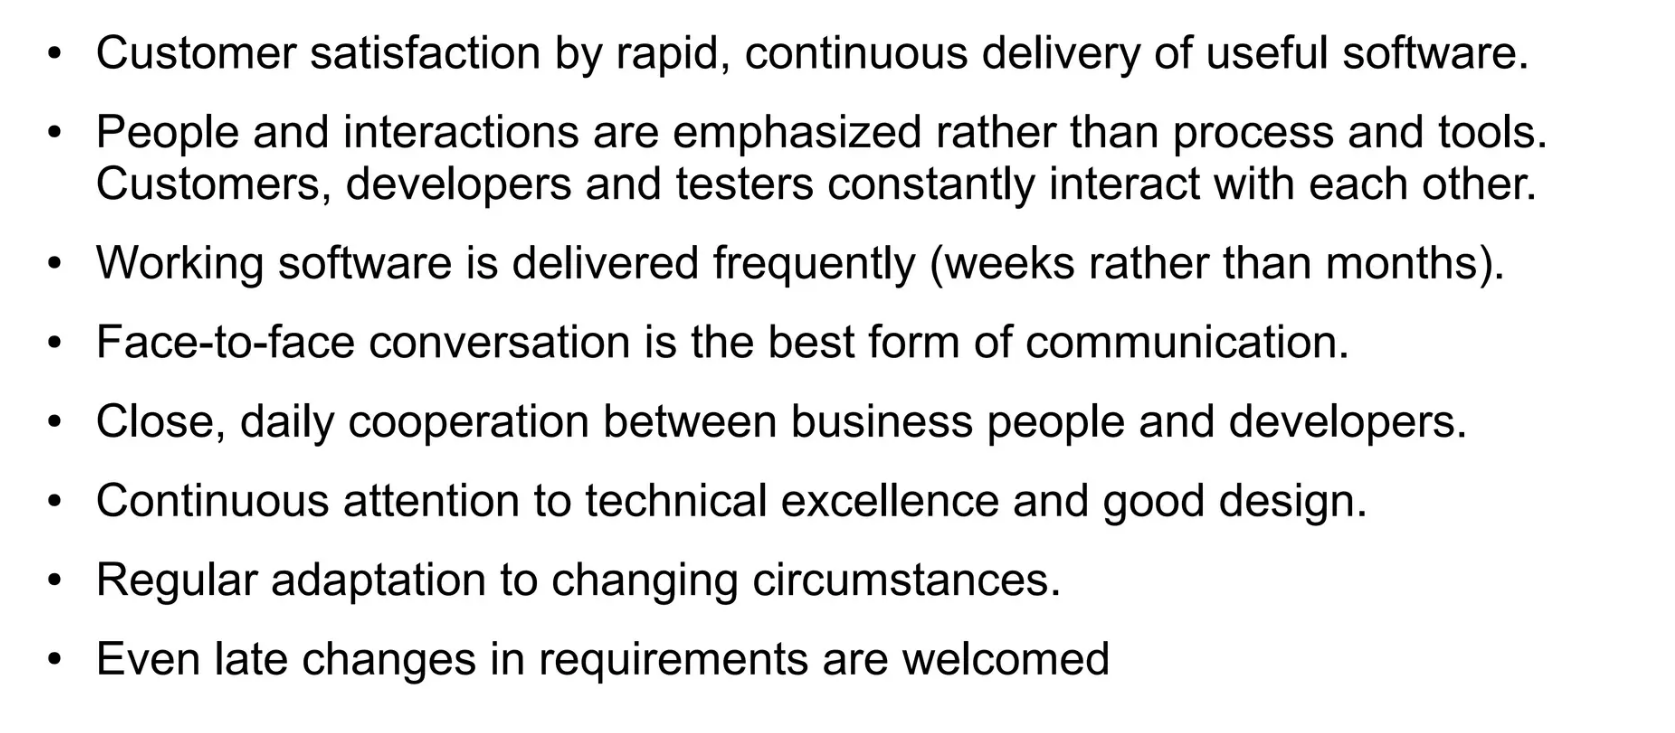 • Customer satisfaction by rapid, continuous delivery of useful software.
• People and interactions are emphasized rather than process and tools.
Customers, developers and testers constantly interact with each other.
• Working software is delivered frequently (weeks rather than months).
• Face-to-face conversation is the best form of communication.
• Close, daily cooperation between business people and developers.
• Continuous attention to technical excellence and good design.
• Regular adaptation to changing circumstances.
• Even late changes in requirements are welcomed